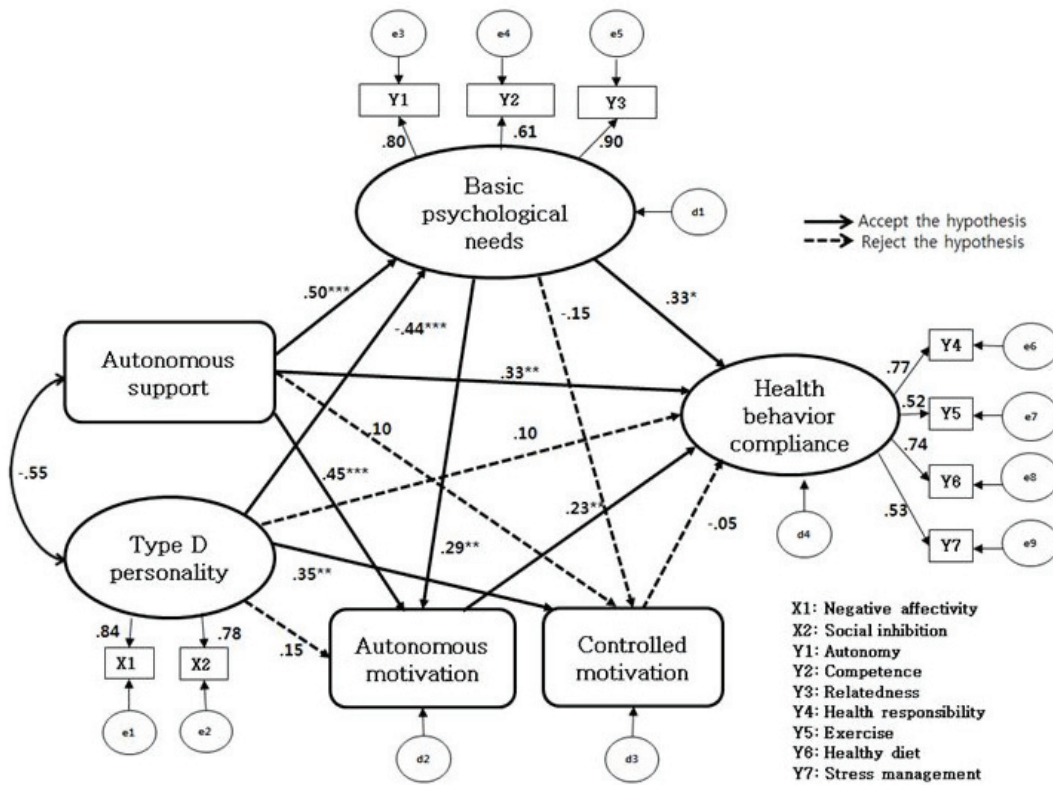 e3
e4
e5
Y1
Y2
Y3
.80
.61
.90
Basic
psychological
needs
d1
Accept the hypothesis
Reject the hypothesis
.50***
-.44***
-.15
.33*
Autonomous
support
.33**
Health
behavior
compliance
.77
Y4
e6
.52
Y5
e7
.74
Y6
e8
.53
Y7
e9
d4
-.55
.10
.10
.45***
.23**
-.05
Type D
personality
.29**
.35**
.15
.84
.78
X1
X2
e1
e2
Autonomous
motivation
Controlled
motivation
d2
d3
X1: Negative affectivity
X2: Social inhibition
Y1: Autonomy
Y2: Competence
Y3: Relatedness
Y4: Health responsibility
Y5: Exercise
Y6: Healthy diet
Y7: Stress management